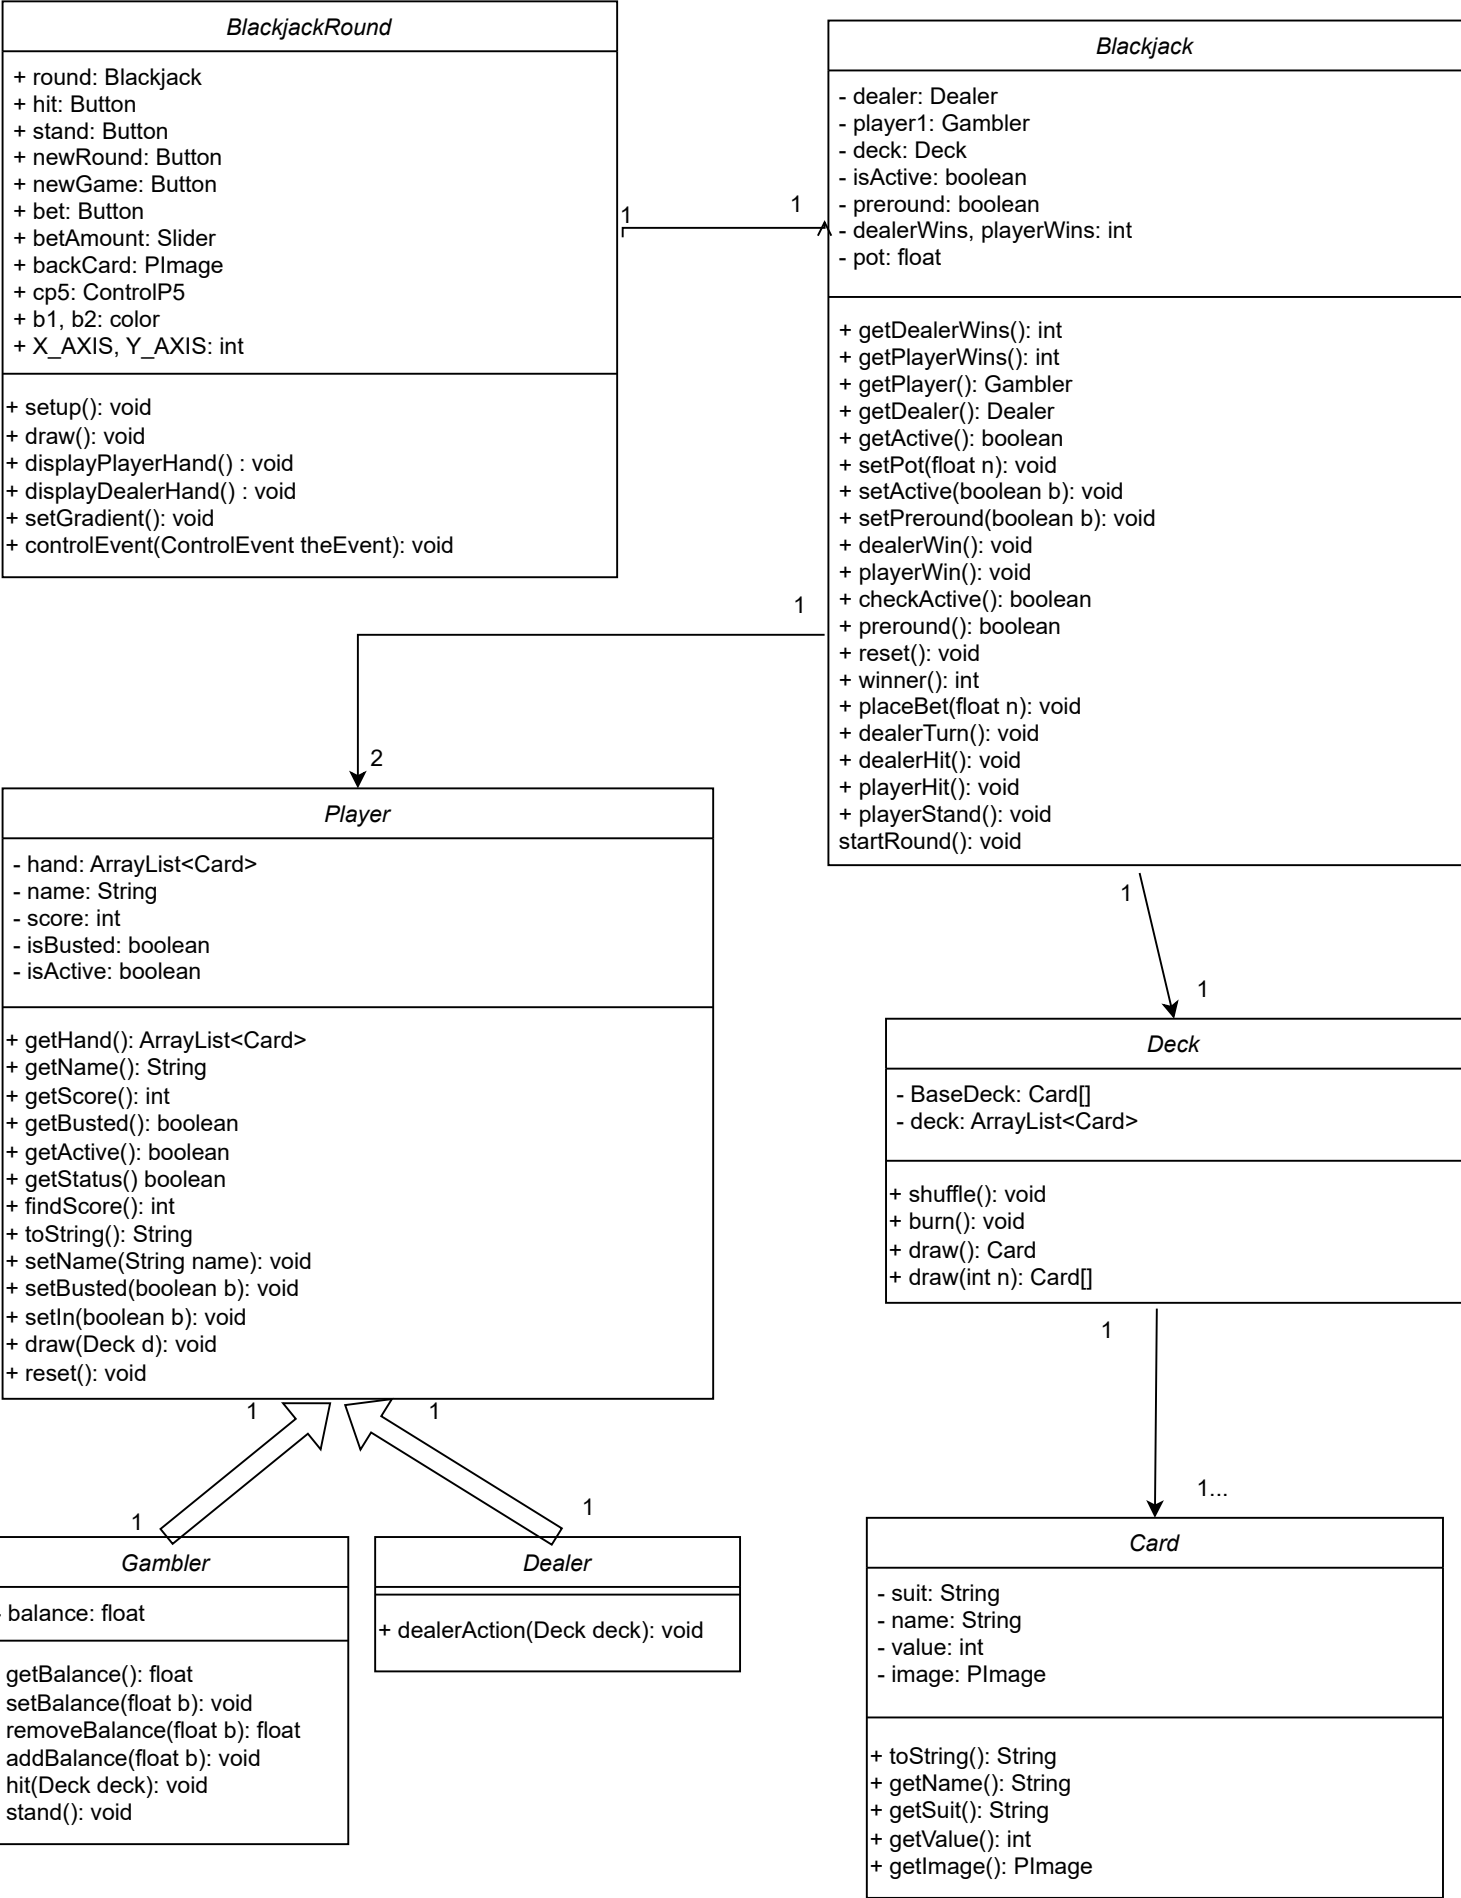 BlackjackRound
+ round: Blackjack
+ hit: Button
+ stand: Button
+ newRound: Button
+ newGame: Button
+ bet: Button
+ betAmount: Slider
+ backCard: PImage
+ cp5: ControlP5
+ b1, b2: color
+ X_AXIS, Y_AXIS: int
+ setup(): void
+ draw(): void
+ displayPlayerHand() : void
+ displayDealerHand() : void
+ setGradient(): void
+ controlEvent(ControlEvent theEvent): void
1
1
Blackjack
- dealer: Dealer
- player1: Gambler
- deck: Deck
- isActive: boolean
- preround: boolean
- dealerWins, playerWins: int
- pot: float
+ getDealerWins(): int
+ getPlayerWins(): int
+ getPlayer(): Gambler
+ getDealer(): Dealer
+ getActive(): boolean
+ setPot(float n): void
+ setActive(boolean b): void
+ setPreround(boolean b): void
+ dealerWin(): void
+ playerWin(): void
+ checkActive(): boolean
+ preround(): boolean
+ reset(): void
+ winner(): int
+ placeBet(float n): void
+ dealerTurn(): void
+ dealerHit(): void
+ playerHit(): void
+ playerStand(): void
startRound(): void
1
2
Player
- hand: ArrayList<Card>
- name: String
- score: int
- isBusted: boolean
- isActive: boolean
+ getHand(): ArrayList<Card>
+ getName(): String
+ getScore(): int
+ getBusted(): boolean
+ getActive(): boolean
+ getStatus() boolean
+ findScore(): int
+ toString(): String
+ setName(String name): void
+ setBusted(boolean b): void
+ setIn(boolean b): void
+ draw(Deck d): void
+ reset(): void
1
1
Deck
- BaseDeck: Card[]
- deck: ArrayList<Card>
+ shuffle(): void
+ burn(): void
+ draw(): Card
+ draw(int n): Card[]
1
1...
1
1
1
1
Gambler
- balance: float
getBalance(): float
setBalance(float b): void
removeBalance(float b): float
addBalance(float b): void
hit(Deck deck): void
stand(): void
Dealer
+ dealerAction(Deck deck): void
Card
- suit: String
- name: String
- value: int
- image: PImage
+ toString(): String
+ getName(): String
+ getSuit(): String
+ getValue(): int
+ getImage(): PImage